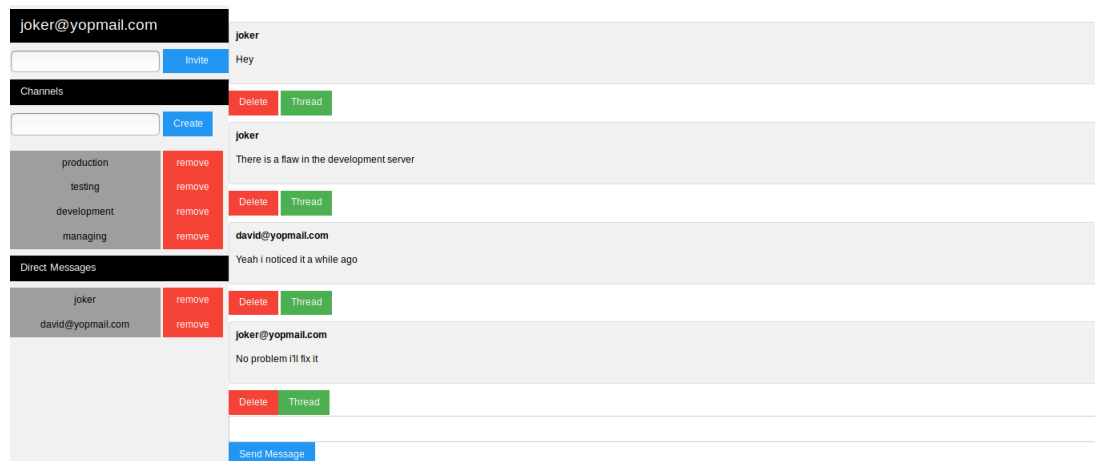 joker@yopmail.com
Invite
Channels
Create
production remove
testing remove
development remove
managing remove
Direct Messages
joker remove
david@yopmail.com remove
joker
Hey
Delete Thread
joker
There is a flaw in the development server
Delete Thread
david@yopmail.com
Yeah i noticed it a while ago
Delete Thread
joker@yopmail.com
No problem i'll fix it
Delete Thread
Send Message